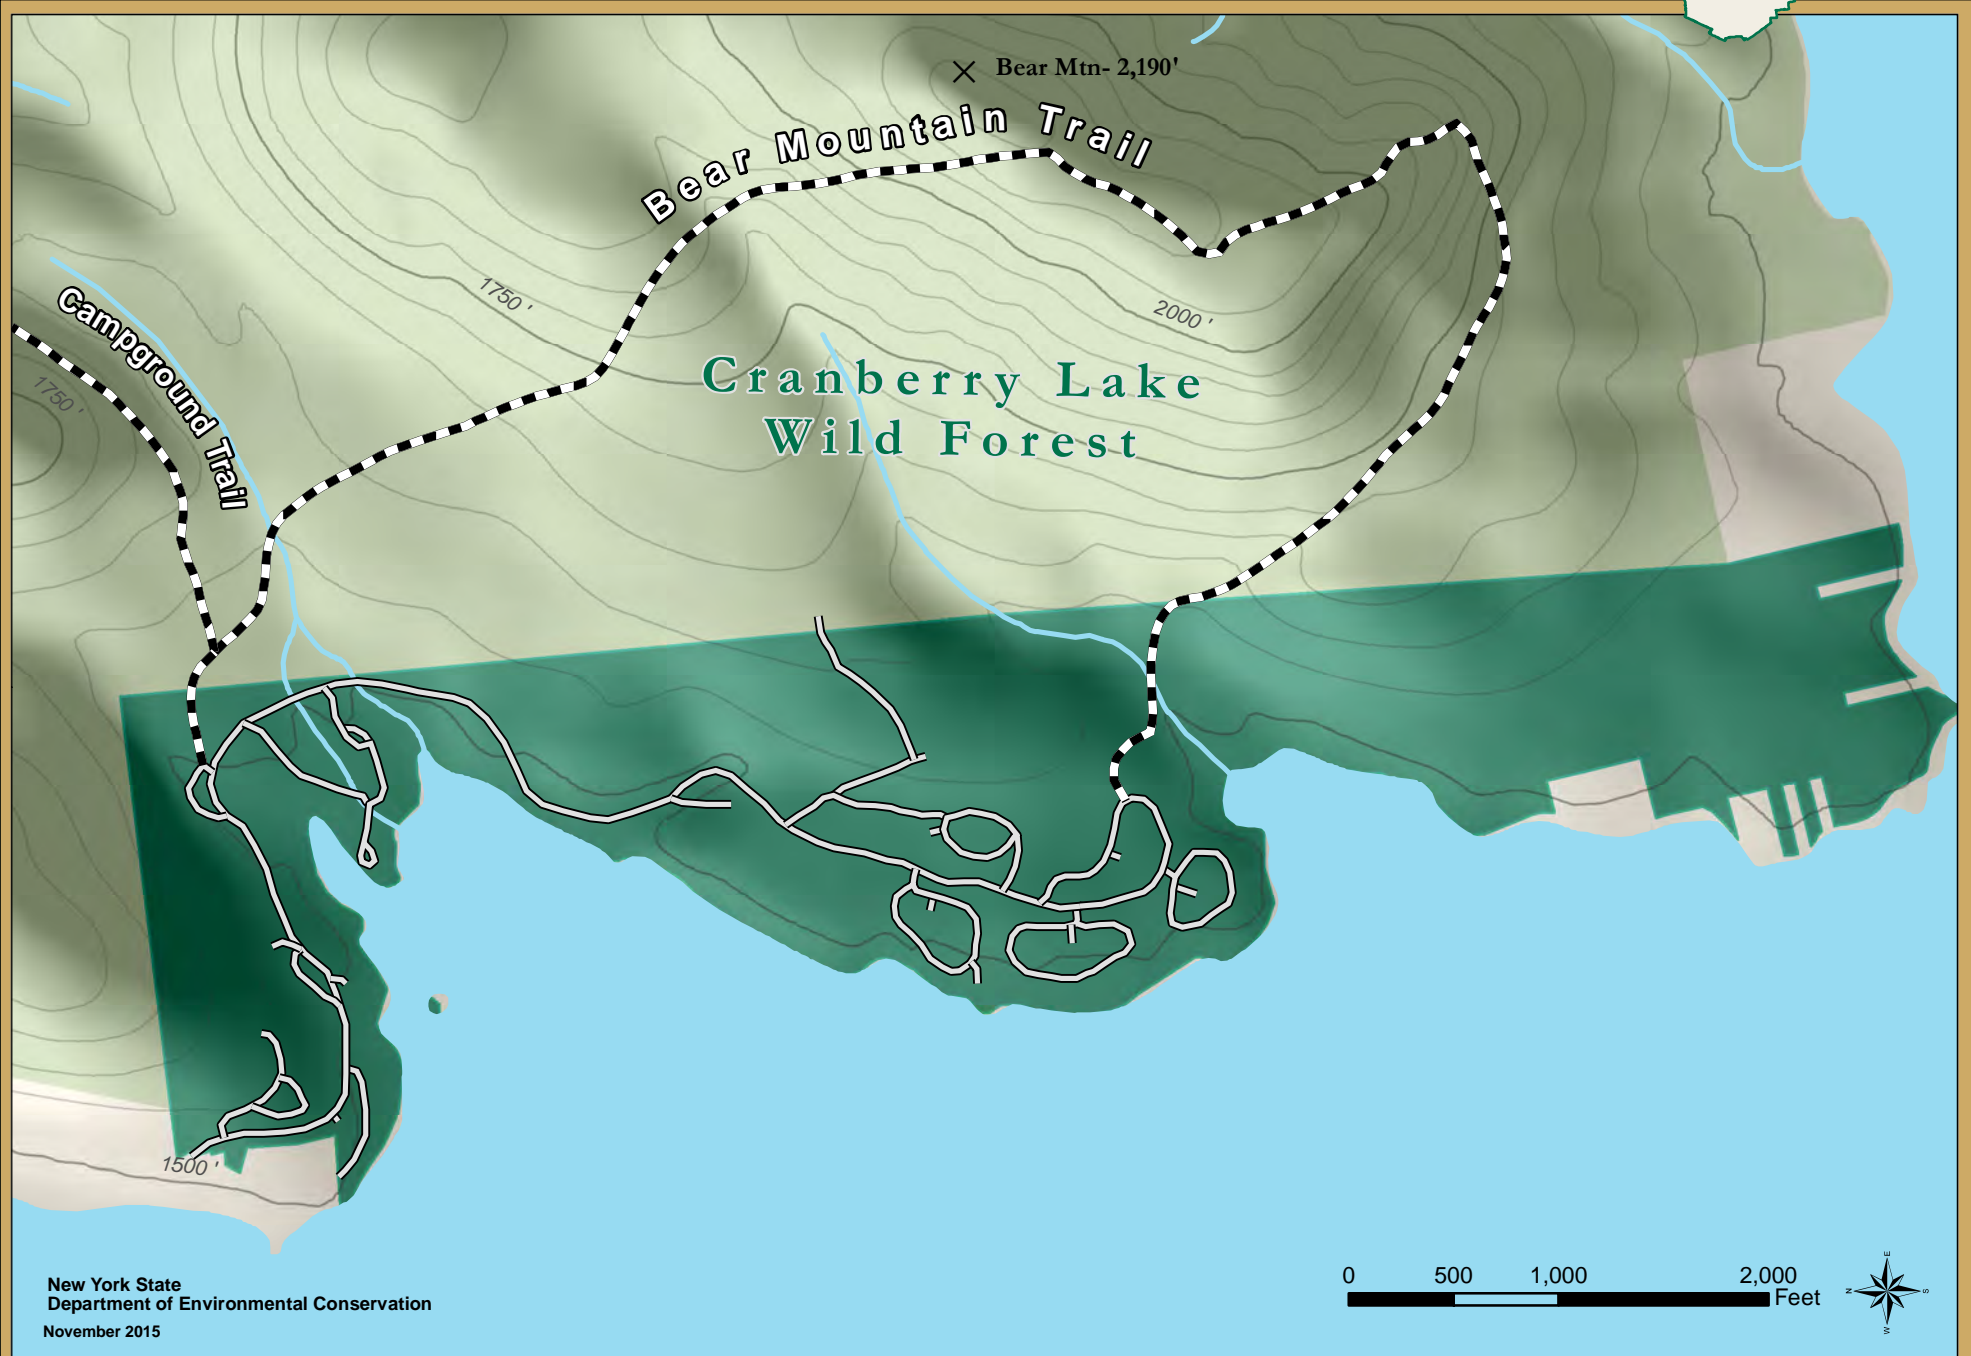 Bear Mtn- 2,190'
Bear Mountain Trail
Campground Trail
1750 '
1750 '
2000 '
Cranberry Lake
Wild Forest
1500 '
New York State
Department of Environmental Conservation
November 2015
0 500 1,000 2,000
Feet
E
N S
W